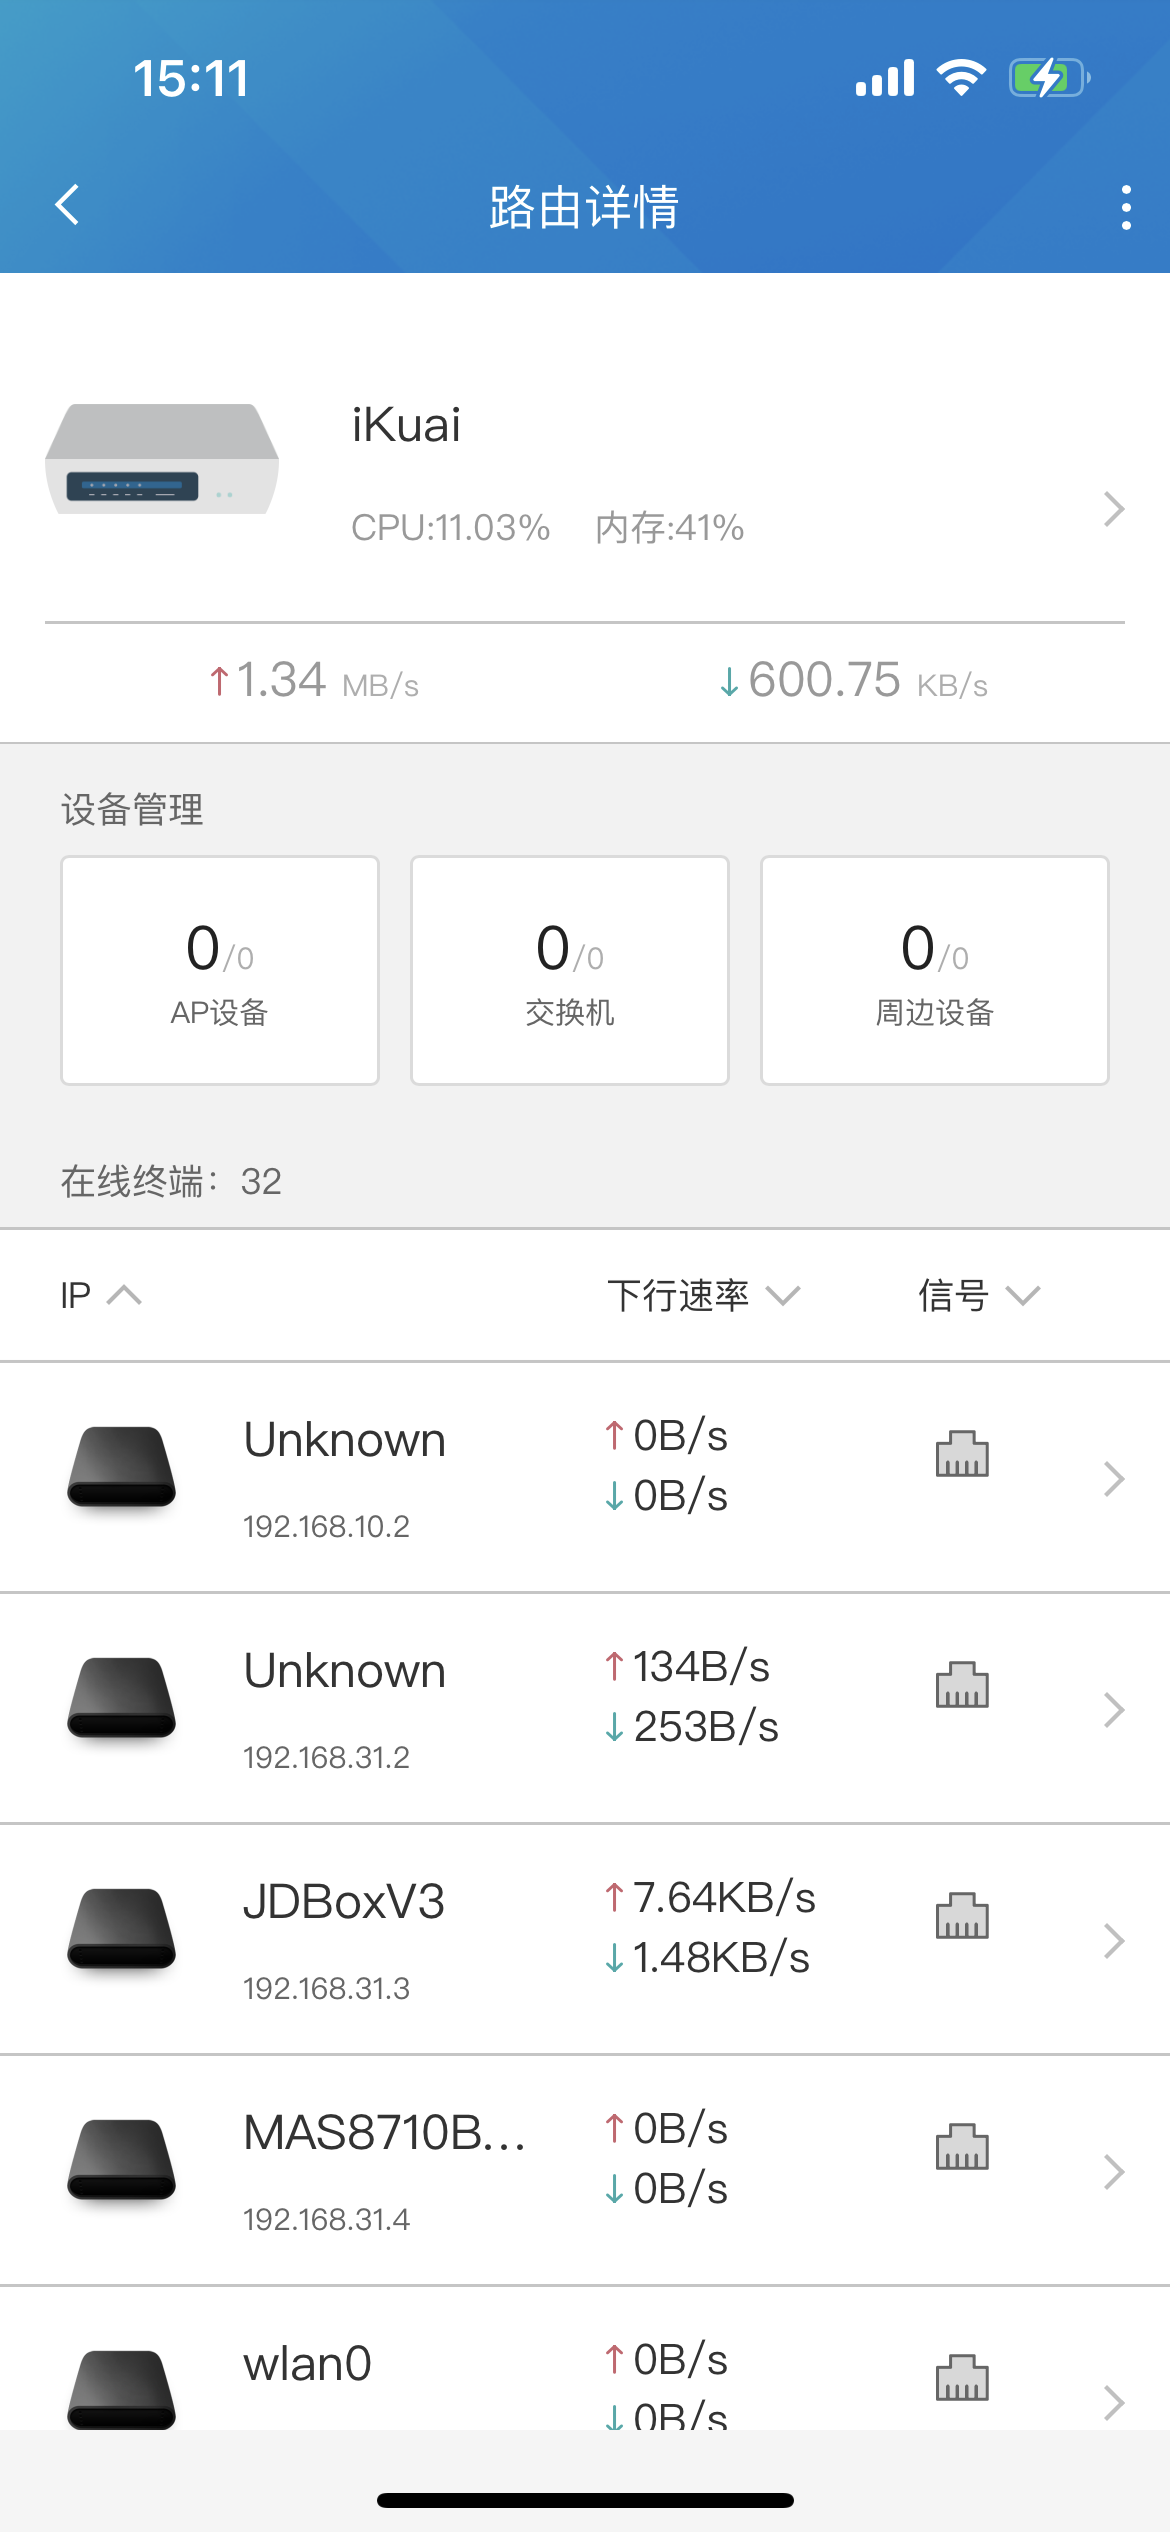 15:11
路由详情
iKuai
CPU:11.03% 内存:41%
↑1.34 MB/s ↓600.75 KB/s
设备管理
0/0 0/0 0/0
AP设备 交换机 周边设备
在线终端：32
IP 下行速率 信号
Unknown ↑0B/s
↓0B/s
192.168.10.2
Unknown ↑134B/s
↓253B/s
192.168.31.2
JDBoxV3 ↑7.64KB/s
↓1.48KB/s
192.168.31.3
MAS8710B... ↑0B/s
↓0B/s
192.168.31.4
wlan0 ↑0B/s
↓0B/s